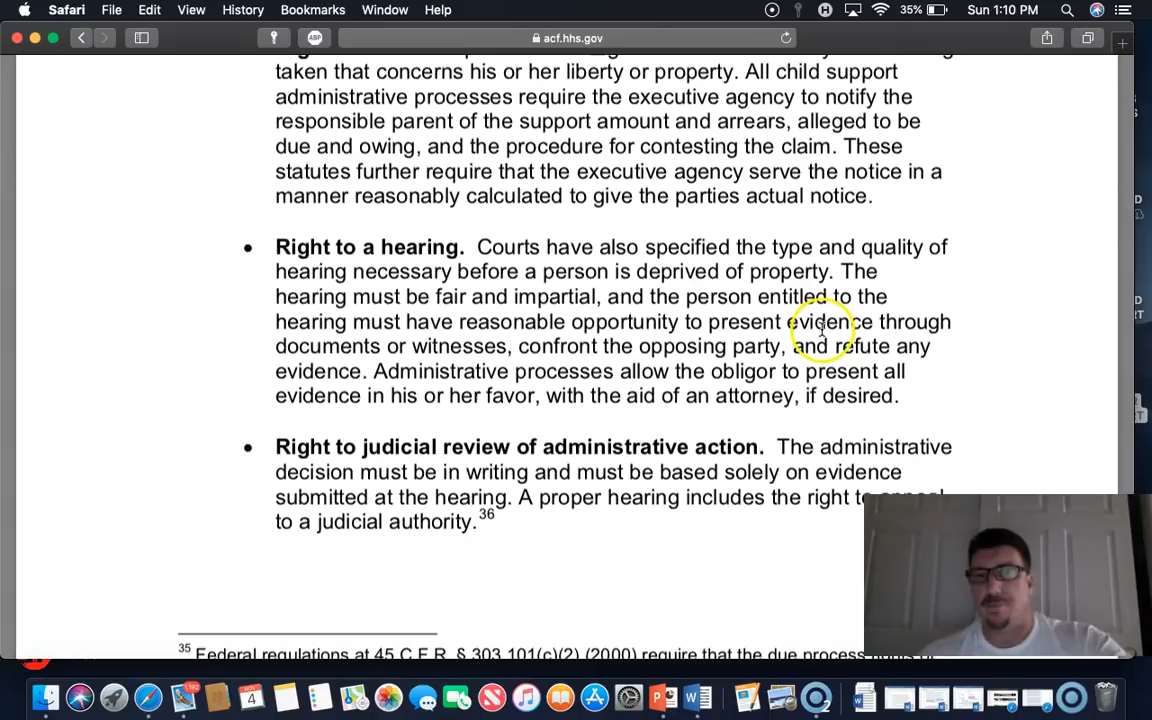 Safari File Edit View History Bookmarks Window Help 35% Sun 1:10 PM
ABP acf.hhs.gov
taken that concerns his or her liberty or property. All child support
administrative processes require the executive agency to notify the
responsible parent of the support amount and arrears, alleged to be
due and owing, and the procedure for contesting the claim. These
statutes further require that the executive agency serve the notice in a
manner reasonably calculated to give the parties actual notice.
• Right to a hearing. Courts have also specified the type and quality of
hearing necessary before a person is deprived of property. The
hearing must be fair and impartial, and the person entitled to the
hearing must have reasonable opportunity to present evidence through
documents or witnesses, confront the opposing party, and refute any
evidence. Administrative processes allow the obligor to present all
evidence in his or her favor, with the aid of an attorney, if desired.
• Right to judicial review of administrative action. The administrative
decision must be in writing and must be based solely on evidence
submitted at the hearing. A proper hearing includes the right to
to a judicial authority.36
35 Federal regulations at 45 C.F.R. § 303.101(c)(2) (2000) require that the due process rights of
192
NOV
4
2